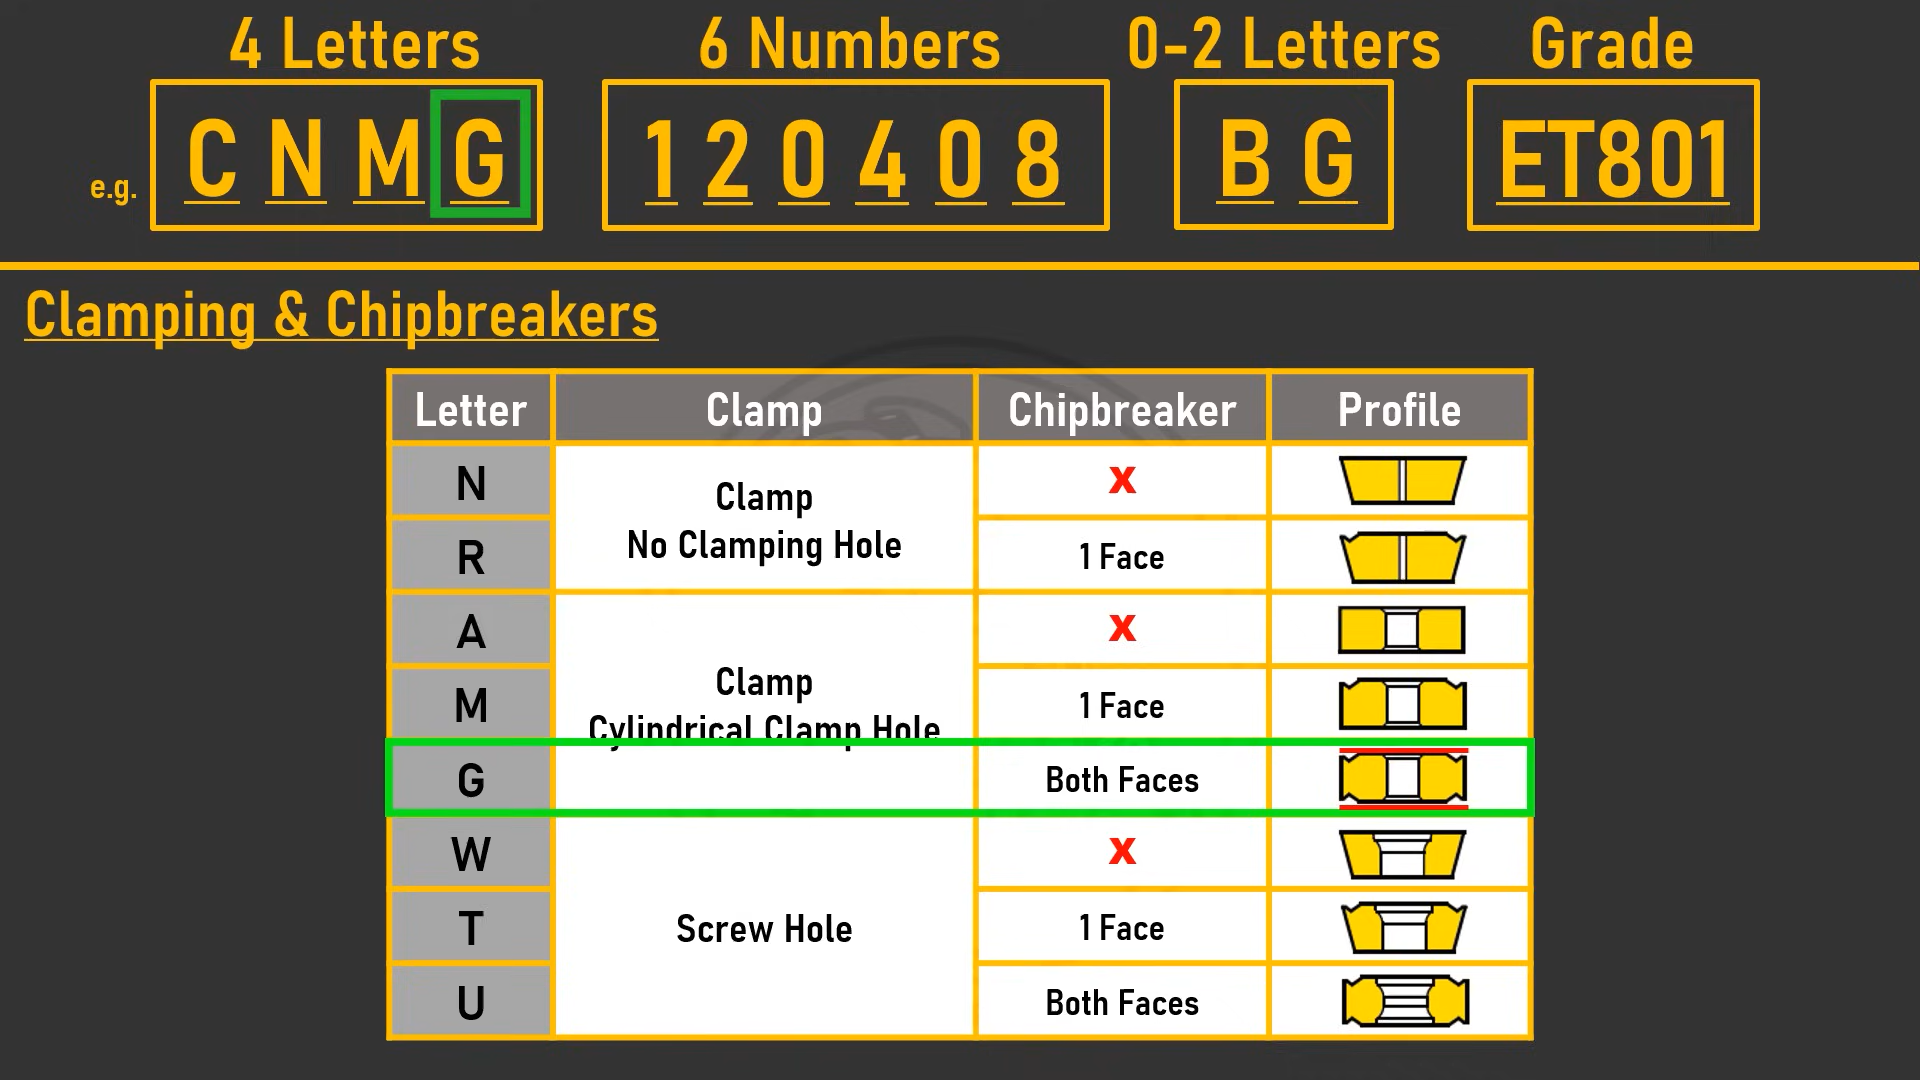 4 Letters 6 Numbers 0-2 Letters Grade
e.g. C N M G 1 2 0 4 0 8 B G ET801
Clamping & Chipbreakers
Letter Clamp Chipbreaker Profile
N x
Clamp
No Clamping Hole
R 1 Face
A x
Clamp
Cylindrical Clamp Hole
M 1 Face
G Both Faces
W x
Screw Hole
T 1 Face
U Both Faces